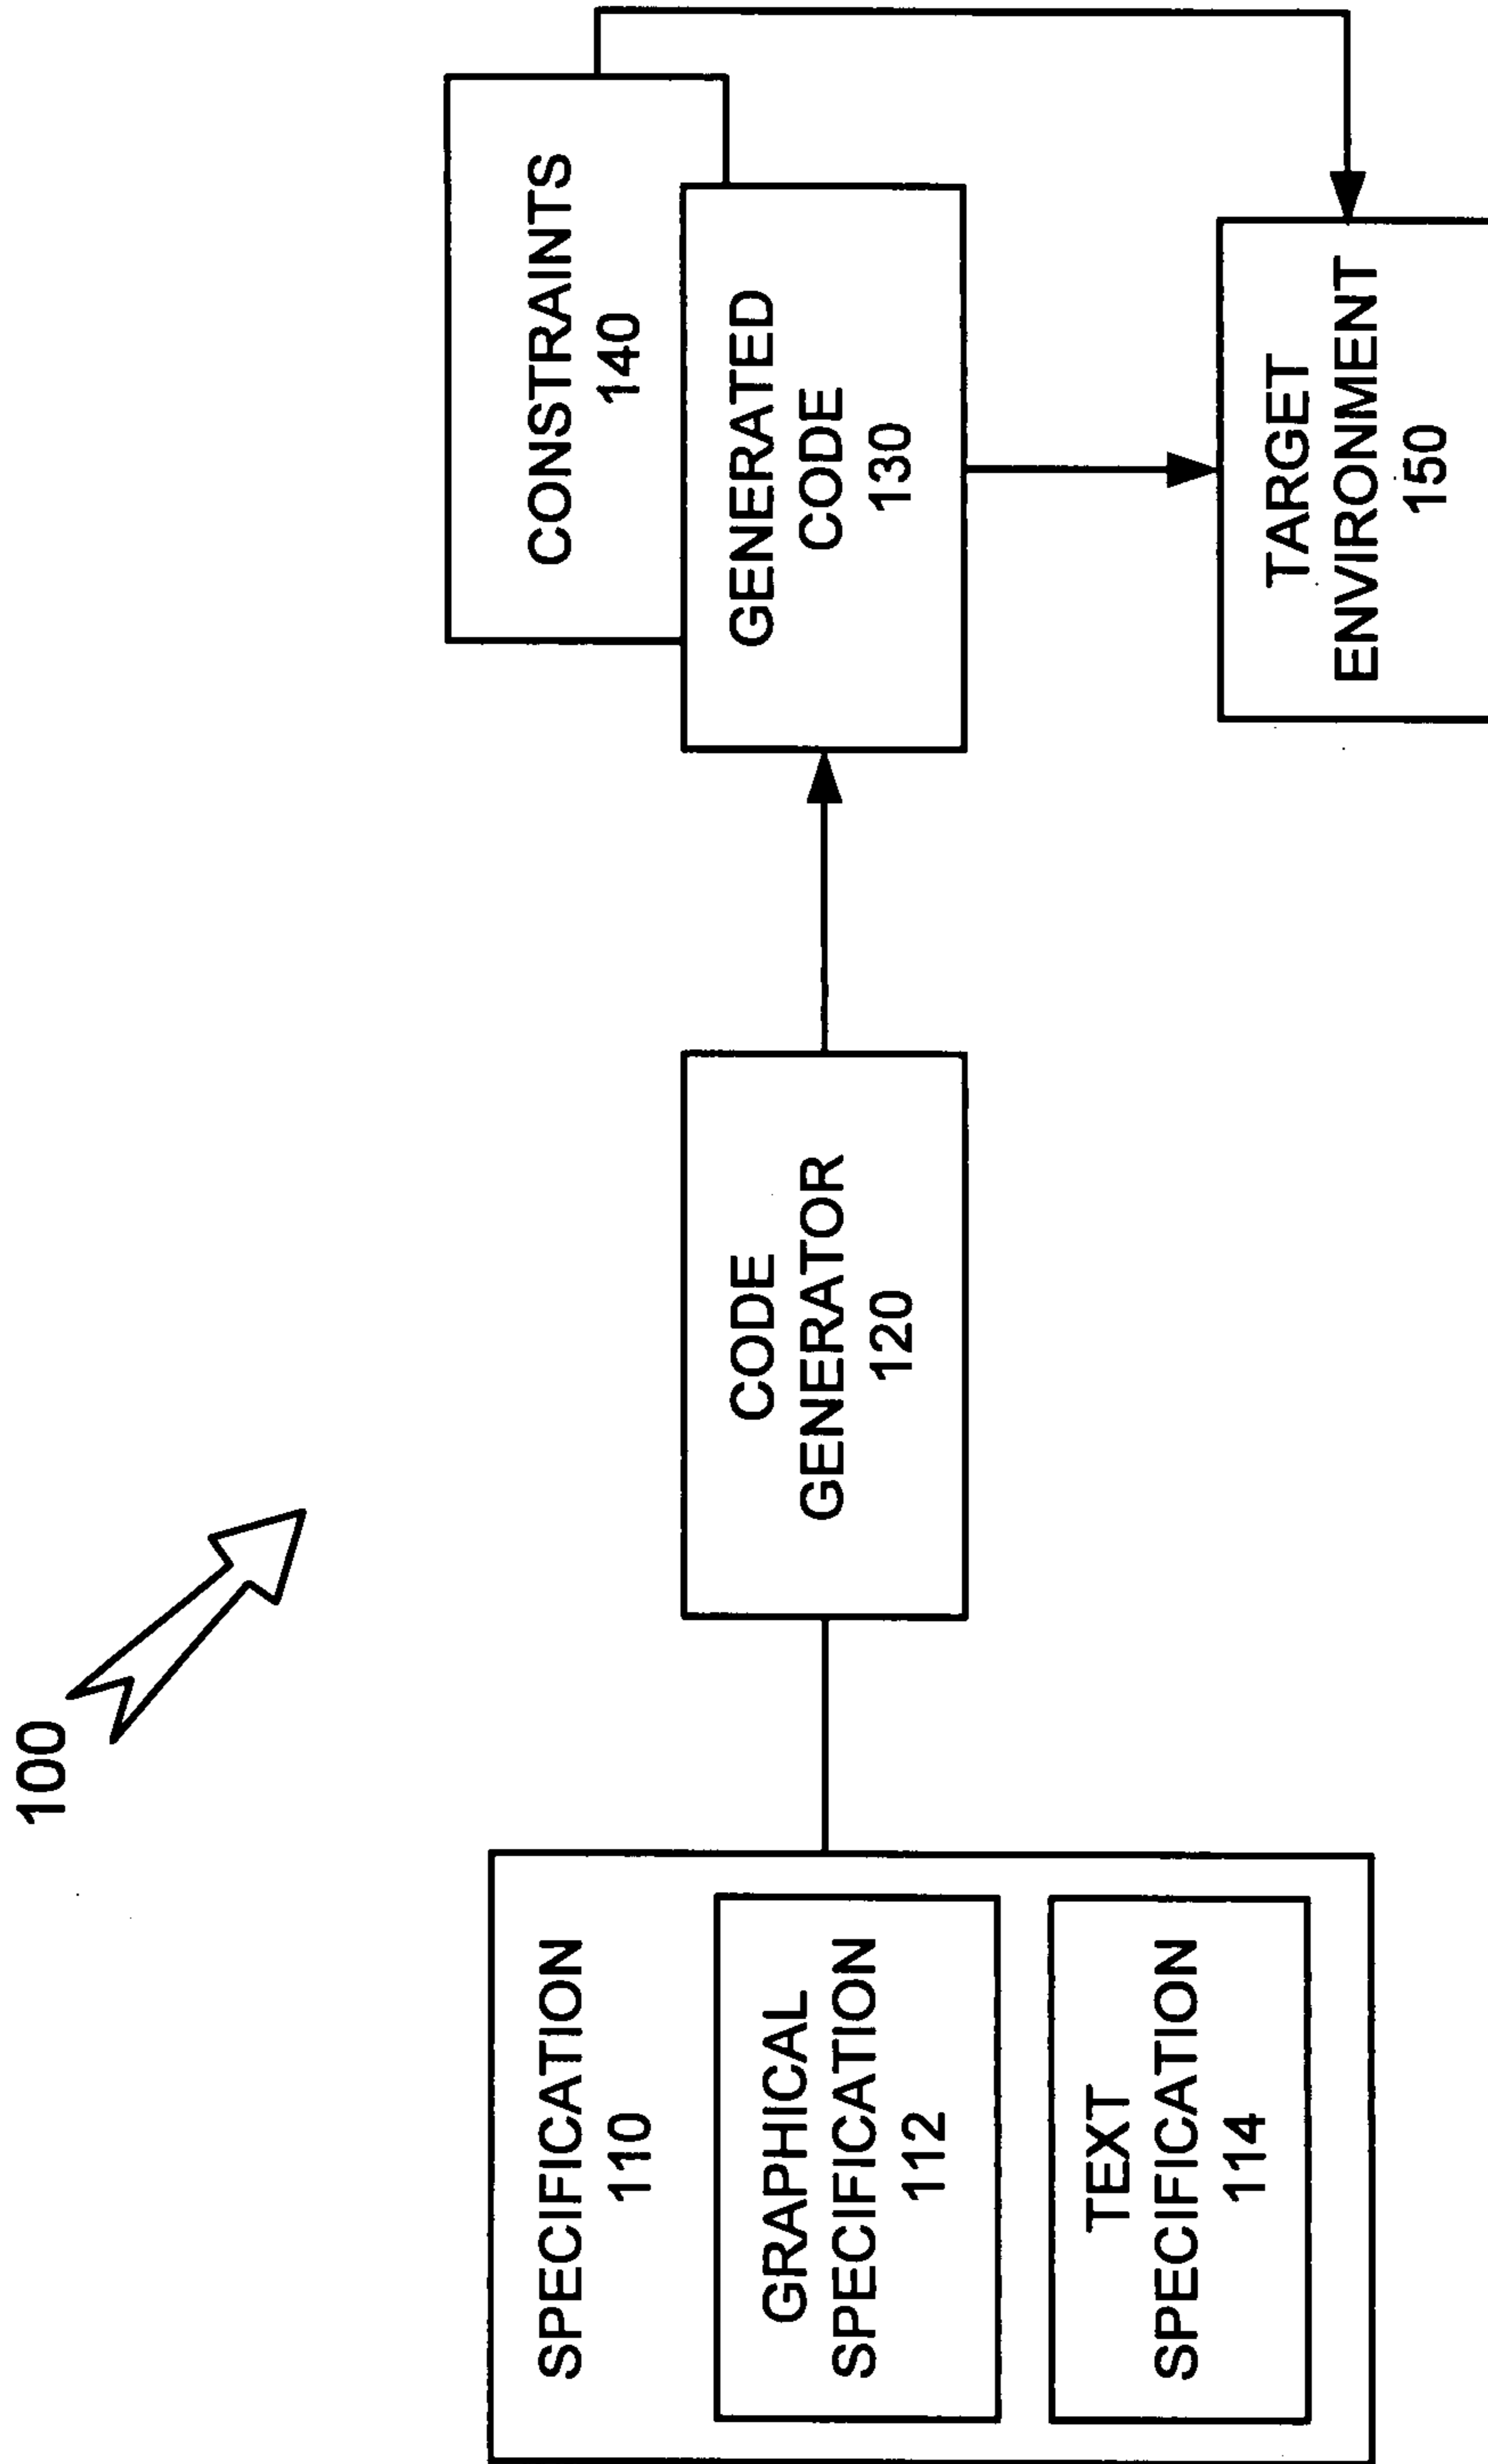 100
SPECIFICATION
110
GRAPHICAL
SPECIFICATION
112
TEXT
SPECIFICATION
114
CODE
GENERATOR
120
CONSTRAINTS
140
GENERATED
CODE
130
TARGET
ENVIRONMENT
150